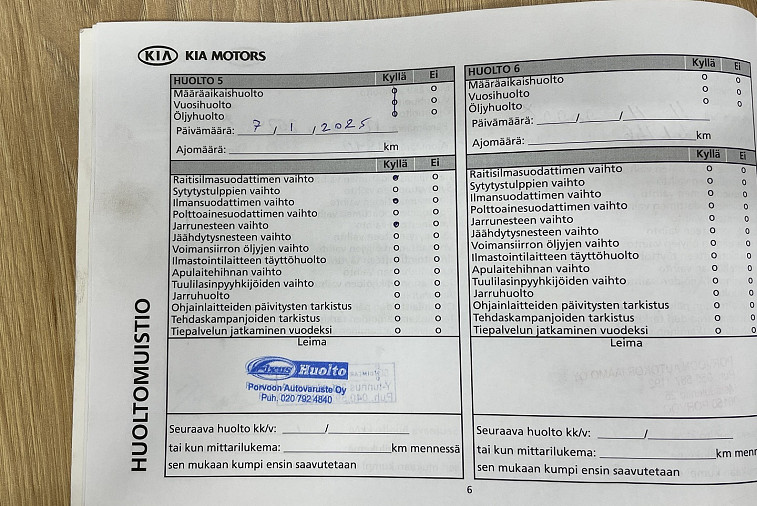 KIA KIA MOTORS
HUOLTO 5 Kyllä Ei
Määräaikaishuolto o o
Vuosihuolto o o
Öljyhuolto o o
Päivämäärä: 7 / 1 / 2025
Ajomäärä: km
Kyllä Ei
Raitisilmasuodattimen vaihto o o
Sytytystulppien vaihto o o
Ilmansuodattimen vaihto o o
Polttoainesuodattimen vaihto o o
Jarrunesteen vaihto o o
Jäähdytysnesteen vaihto o o
Voimansiirron öljyjen vaihto o o
Ilmastointilaitteen täyttöhuolto o o
Apulaitehihnan vaihto o o
Tuulilasinpyyhkijöiden vaihto o o
Jarruhuolto o o
Ohjainlaitteiden päivitysten tarkistus o o
Tehdaskampanjoiden tarkistus o o
Tiepalvelun jatkaminen vuodeksi o o
Leima
Fixus Huolto
Porvoon Autovaruste Oy
Puh. 020 792 4840
Seuraava huolto kk/v: /
tai kun mittarilukema: km mennessä
sen mukaan kumpi ensin saavutetaan
HUOLTO 6 Kyllä Ei
Määräaikaishuolto o o
Vuosihuolto o o
Öljyhuolto o o
Päivämäärä: / /
Ajomäärä: km
Kyllä Ei
Raitisilmasuodattimen vaihto o o
Sytytystulppien vaihto o o
Ilmansuodattimen vaihto o o
Polttoainesuodattimen vaihto o o
Jarrunesteen vaihto o o
Jäähdytysnesteen vaihto o o
Voimansiirron öljyjen vaihto o o
Ilmastointilaitteen täyttöhuolto o o
Apulaitehihnan vaihto o o
Tuulilasinpyyhkijöiden vaihto o o
Jarruhuolto o o
Ohjainlaitteiden päivitysten tarkistus o o
Tehdaskampanjoiden tarkistus o o
Tiepalvelun jatkaminen vuodeksi o o
Leima
Seuraava huolto kk/v: /
tai kun mittarilukema: km menn
sen mukaan kumpi ensin saavutetaan
HUOLTOMUISTIO
6